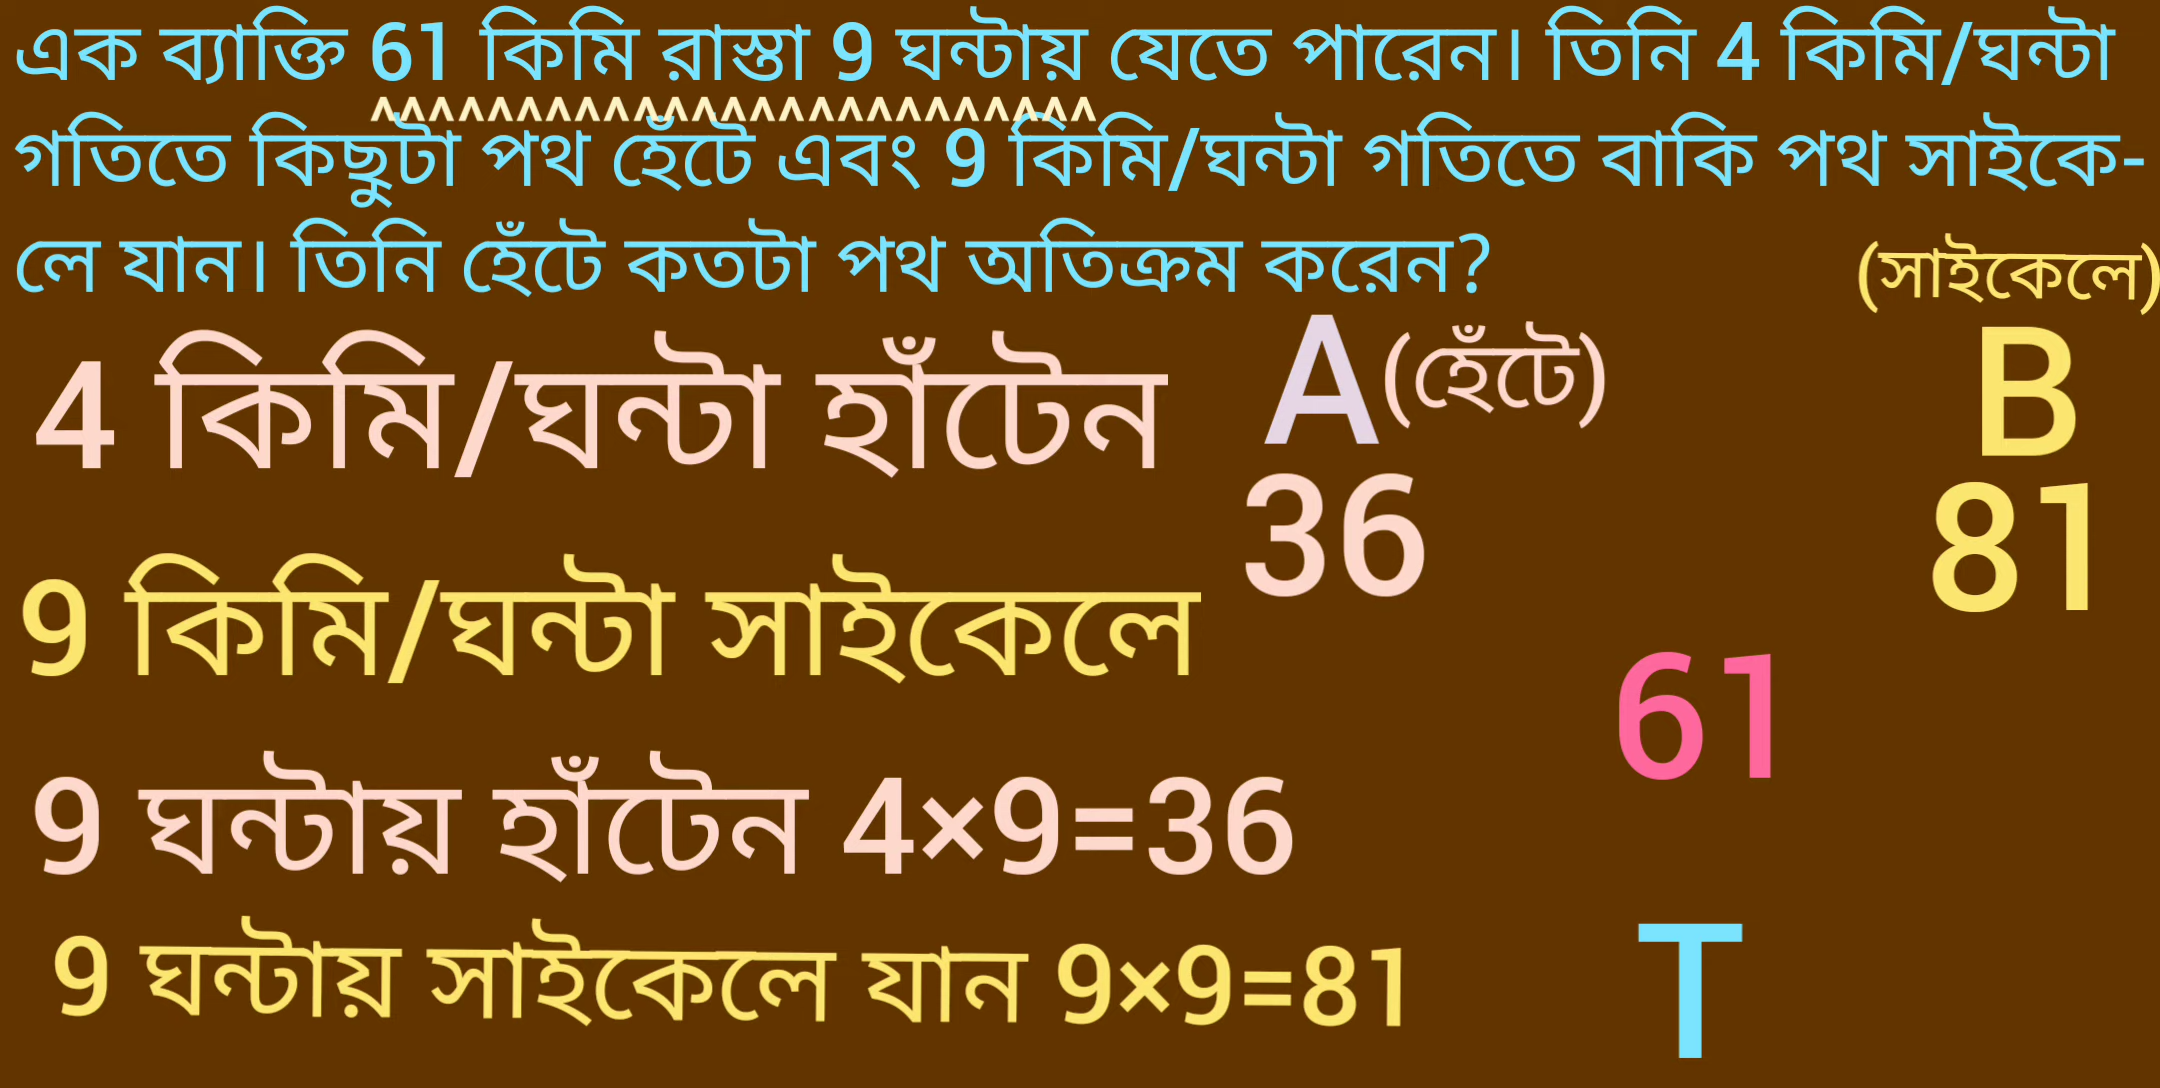 এক ব্যাক্তি 61 কিমি রাস্তা 9 ঘন্টায় যেতে পারেন। তিনি 4 কিমি/ঘন্টা
^^^^^^^^^^^^^^^^^^^^^^^^^
গতিতে কিছুটা পথ হেঁটে এবং 9 কিমি/ঘন্টা গতিতে বাকি পথ সাইকে-
লে যান। তিনি হেঁটে কতটা পথ অতিক্রম করেন?
(সাইকেলে)
4 কিমি/ঘন্টা হাঁটেন
A (হেঁটে)
B
36
81
9 কিমি/ঘন্টা সাইকেলে
61
9 ঘন্টায় হাঁটেন 4×9=36
9 ঘন্টায় সাইকেলে যান 9×9=81
T